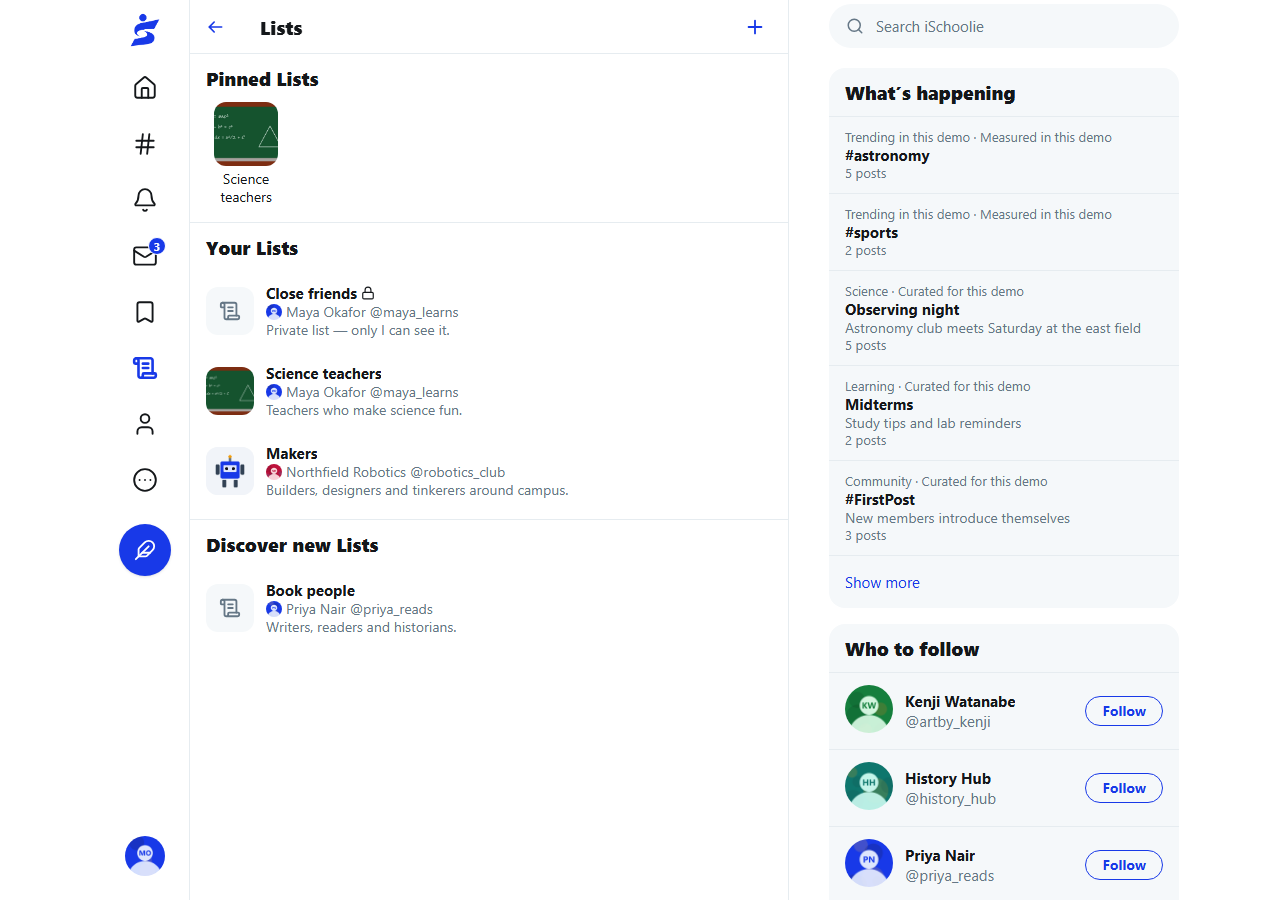 Lists
Pinned Lists
Science
teachers
Your Lists
Close friends
Maya Okafor @maya_learns
Private list — only I can see it.
Science teachers
Maya Okafor @maya_learns
Teachers who make science fun.
Makers
Northfield Robotics @robotics_club
Builders, designers and tinkerers around campus.
Discover new Lists
Book people
Priya Nair @priya_reads
Writers, readers and historians.
3
MO
Search iSchoolie
What´s happening
Trending in this demo · Measured in this demo
#astronomy
5 posts
Trending in this demo · Measured in this demo
#sports
2 posts
Science · Curated for this demo
Observing night
Astronomy club meets Saturday at the east field
5 posts
Learning · Curated for this demo
Midterms
Study tips and lab reminders
2 posts
Community · Curated for this demo
#FirstPost
New members introduce themselves
3 posts
Show more
Who to follow
KW
Kenji Watanabe
@artby_kenji
Follow
HH
History Hub
@history_hub
Follow
PN
Priya Nair
@priya_reads
Follow